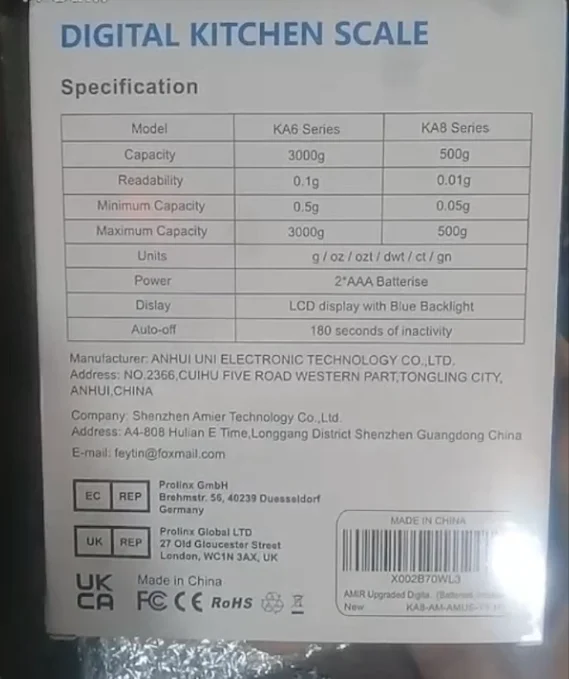 DIGITAL KITCHEN SCALE
Specification
Model KA6 Series KA8 Series
Capacity 3000g 500g
Readability 0.1g 0.01g
Minimum Capacity 0.5g 0.05g
Maximum Capacity 3000g 500g
Units g / oz / ozt / dwt / ct / gn
Power 2*AAA Batterise
Dislay LCD display with Blue Backlight
Auto-off 180 seconds of inactivity
Manufacturer: ANHUI UNI ELECTRONIC TECHNOLOGY CO.,LTD.
Address: NO.2366,CUIHU FIVE ROAD WESTERN PART,TONGLING CITY,
ANHUI,CHINA
Company: Shenzhen Amier Technology Co.,Ltd.
Address: A4-808 Hulian E Time,Longgang District Shenzhen Guangdong China
E-mail: feytin@foxmail.com
EC REP
Prolinx GmbH
Brehmstr. 56, 40239 Duesseldorf
Germany
UK REP
Prolinx Global LTD
27 Old Gloucester Street
London, WC1N 3AX, UK
UK
CA
Made in China
FC CE RoHS
MADE IN CHINA
X002B70WL3
AMIR Upgraded Digita. (Batteries
New KA8-AM-AMUS